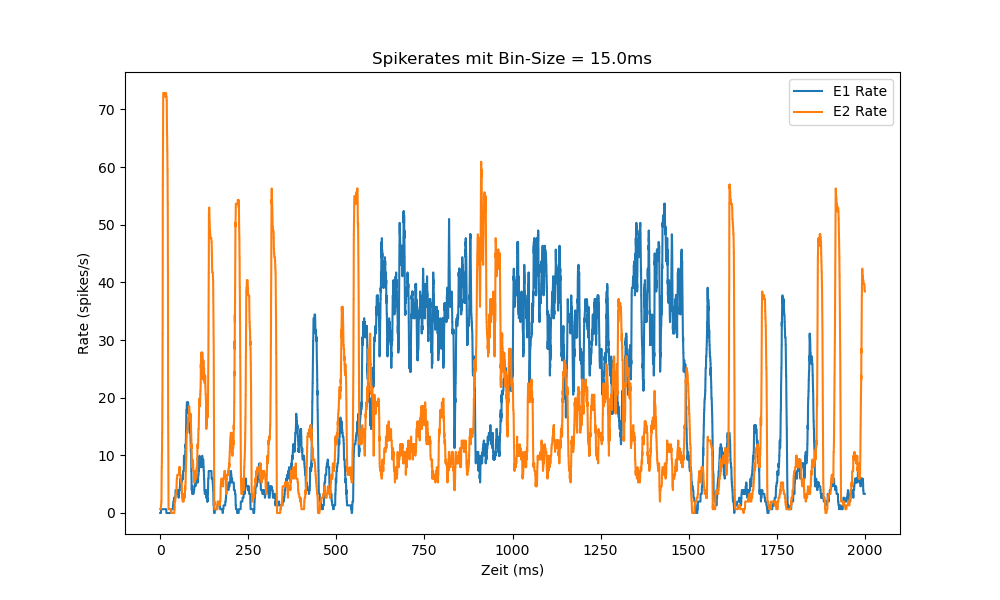 Spikerates mit Bin-Size = 15.0ms
E1 Rate
E2 Rate
70
60
50
40
30
20
10
0
Rate (spikes/s)
0 250 500 750 1000 1250 1500 1750 2000
Zeit (ms)